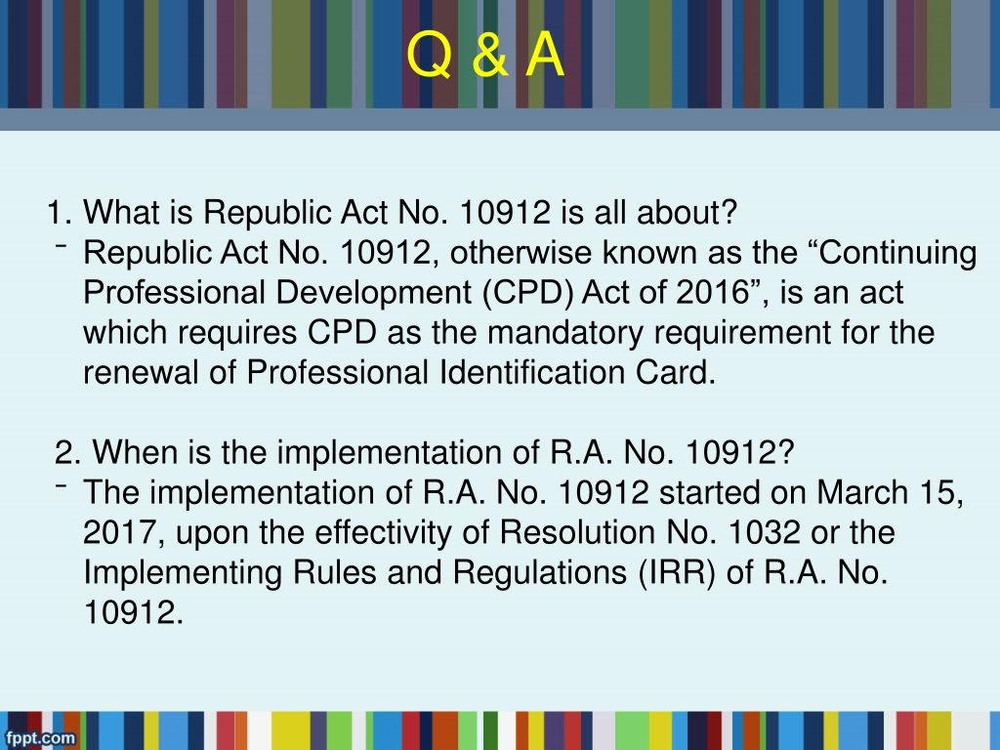 Q & A
1. What is Republic Act No. 10912 is all about?
⁻ Republic Act No. 10912, otherwise known as the “Continuing
Professional Development (CPD) Act of 2016”, is an act
which requires CPD as the mandatory requirement for the
renewal of Professional Identification Card.
2. When is the implementation of R.A. No. 10912?
⁻ The implementation of R.A. No. 10912 started on March 15,
2017, upon the effectivity of Resolution No. 1032 or the
Implementing Rules and Regulations (IRR) of R.A. No.
10912.
fppt.com